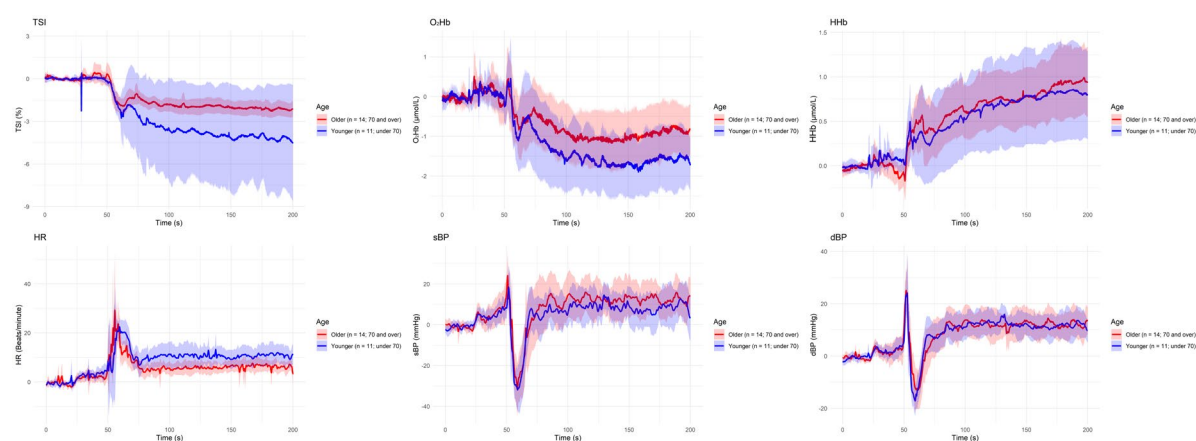 TSI
3
0
-3
-6
-9
TSI (%)
0
50
100
150
200
Time (s)
Age
Older (n = 14; 70 and over)
Younger (n = 11; under 70)
O₂Hb
1
0
-1
-2
O₂Hb (μmol/L)
0
50
100
150
200
Time (s)
Age
Older (n = 14; 70 and over)
Younger (n = 11; under 70)
HHb
1.5
1.0
0.5
0.0
HHb (μmol/L)
0
50
100
150
200
Time (s)
Age
Older (n = 14; 70 and over)
Younger (n = 11; under 70)
HR
40
20
0
HR (Beats/minute)
0
50
100
150
200
Time (s)
Age
Older (n = 14; 70 and over)
Younger (n = 11; under 70)
sBP
20
0
-20
-40
sBP (mmHg)
0
50
100
150
200
Time (s)
Age
Older (n = 14; 70 and over)
Younger (n = 11; under 70)
dBP
40
20
0
-20
dBP (mmHg)
0
50
100
150
200
Time (s)
Age
Older (n = 14; 70 and over)
Younger (n = 11; under 70)